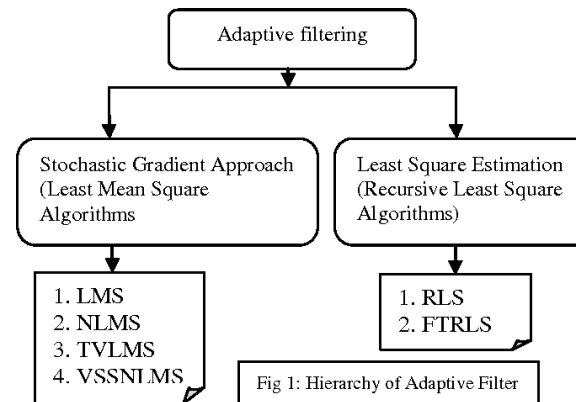 Adaptive filtering
Stochastic Gradient Approach
(Least Mean Square
Algorithms
Least Square Estimation
(Recursive Least Square
Algorithms)
1. LMS
2. NLMS
3. TVLMS
4. VSSNLMS
1. RLS
2. FTRLS
Fig 1: Hierarchy of Adaptive Filter